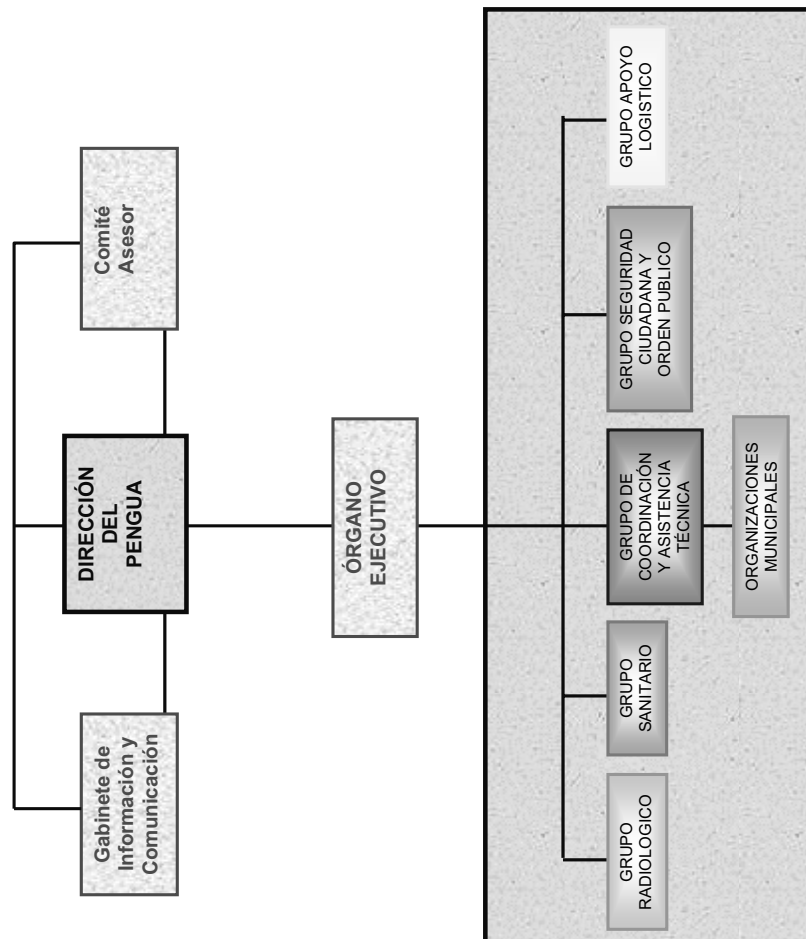 DIRECCIÓN
DEL
PENGUA
Gabinete de
Información y
Comunicación
Comité
Asesor
ÓRGANO
EJECUTIVO
GRUPO
RADIOLOGICO
GRUPO
SANITARIO
GRUPO DE
COORDINACIÓN
Y ASISTENCIA
TÉCNICA
GRUPO SEGURIDAD
CIUDADANA Y
ORDEN PUBLICO
GRUPO APOYO
LOGISTICO
ORGANIZACIONES
MUNICIPALES